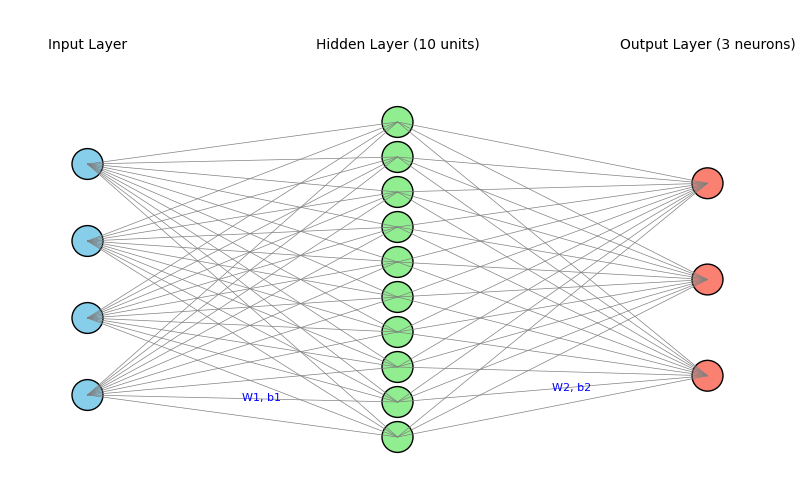 Input Layer
Hidden Layer (10 units)
Output Layer (3 neurons)
W1, b1
W2, b2